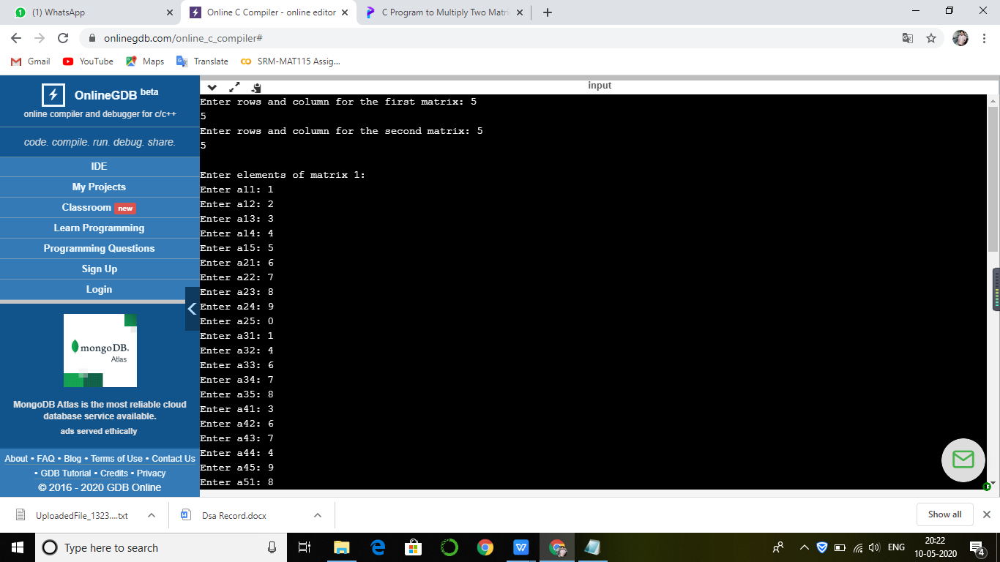 (1) WhatsApp
Online C Compiler - online editor
C Program to Multiply Two Matri
onlinegdb.com/online_c_compiler#
Gmail
YouTube
Maps
Translate
SRM-MAT115 Assig...
OnlineGDB beta
online compiler and debugger for c/c++
code. compile. run. debug. share.
IDE
My Projects
Classroom new
Learn Programming
Programming Questions
Sign Up
Login
mongoDB.
Atlas
MongoDB Atlas is the most reliable cloud
database service available.
ads served ethically
About • FAQ • Blog • Terms of Use • Contact Us
• GDB Tutorial • Credits • Privacy
© 2016 - 2020 GDB Online
input
Enter rows and column for the first matrix: 5
5
Enter rows and column for the second matrix: 5
5
Enter elements of matrix 1:
Enter a11: 1
Enter a12: 2
Enter a13: 3
Enter a14: 4
Enter a15: 5
Enter a21: 6
Enter a22: 7
Enter a23: 8
Enter a24: 9
Enter a25: 0
Enter a31: 1
Enter a32: 4
Enter a33: 6
Enter a34: 7
Enter a35: 8
Enter a41: 3
Enter a42: 6
Enter a43: 7
Enter a44: 4
Enter a45: 9
Enter a51: 8
UploadedFile_1323....txt
Dsa Record.docx
Show all
Type here to search
ENG
20:22
10-05-2020
4